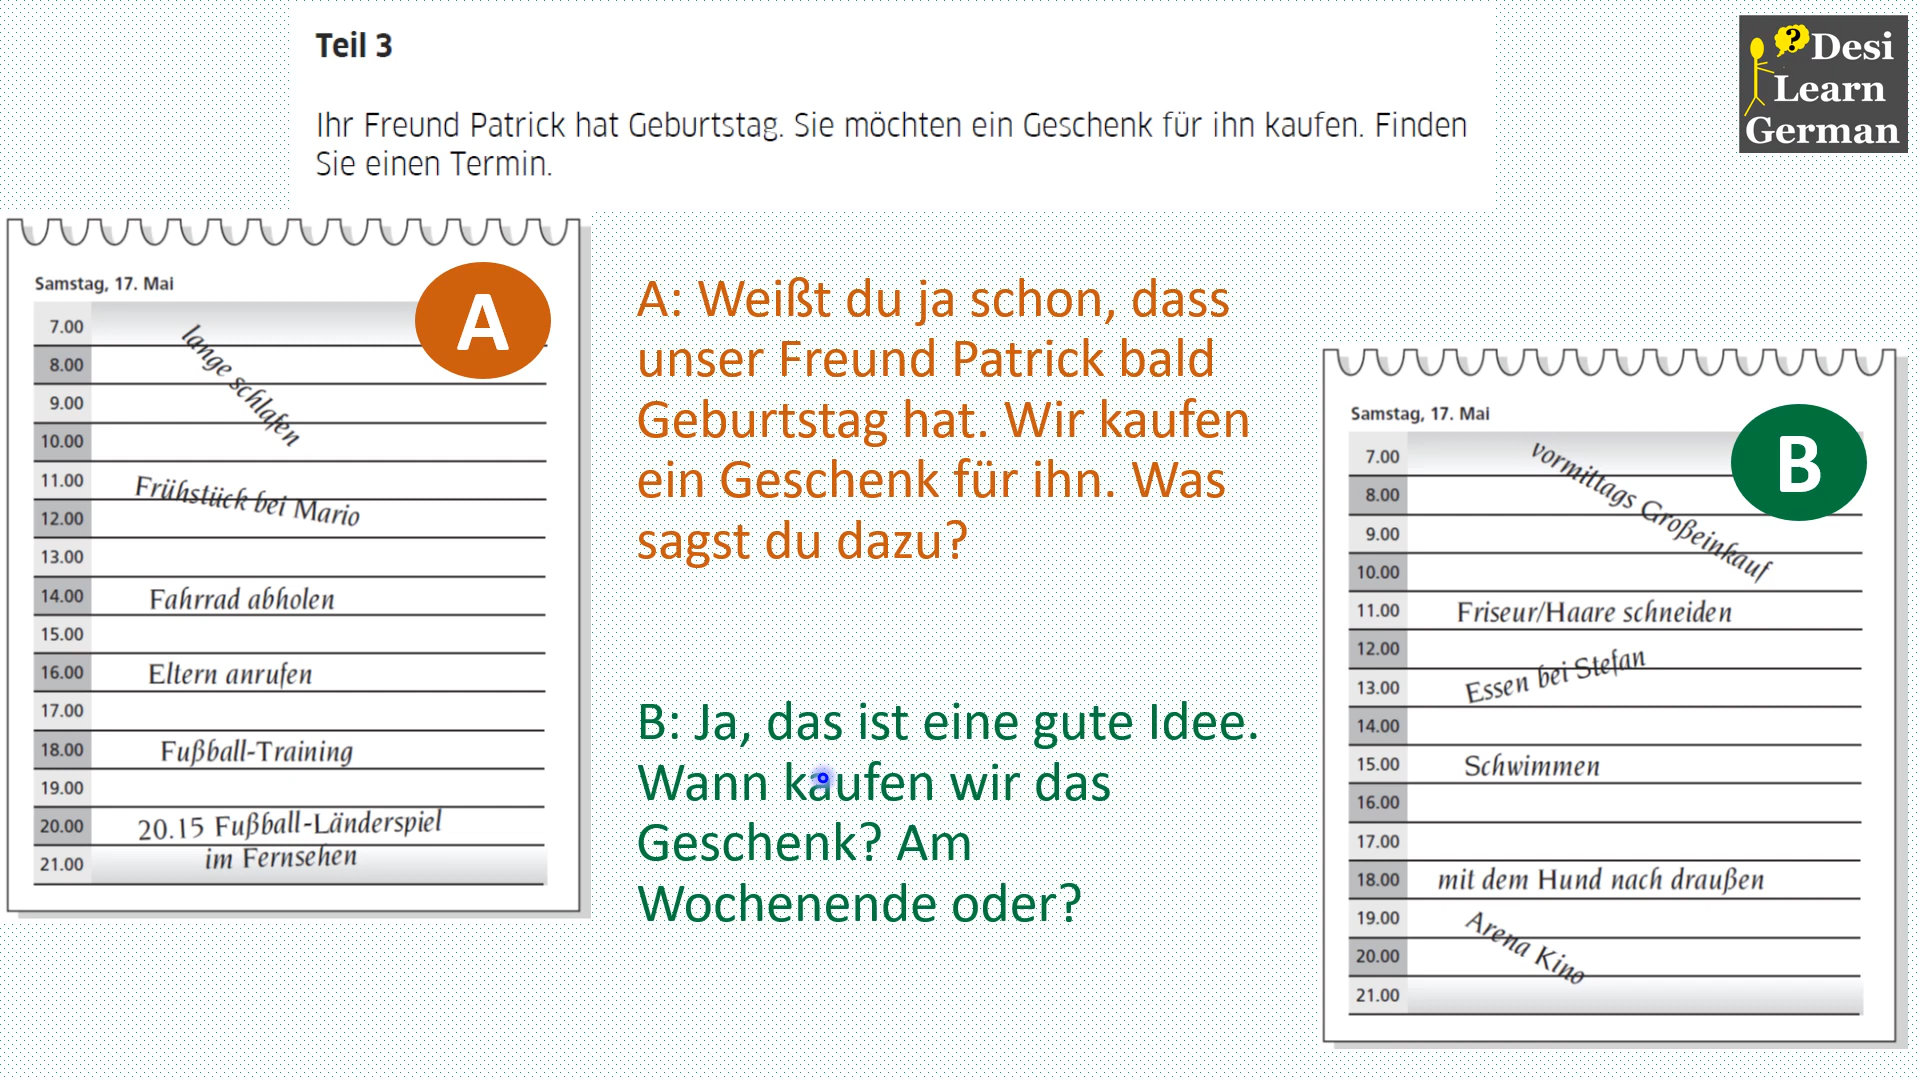 Teil 3
Ihr Freund Patrick hat Geburtstag. Sie möchten ein Geschenk für ihn kaufen. Finden
Sie einen Termin.
?
Desi
Learn
German
Samstag, 17. Mai
A
7.00
8.00
lange schlafen
9.00
10.00
11.00 Frühstück bei Mario
12.00
13.00
14.00 Fahrrad abholen
15.00
16.00 Eltern anrufen
17.00
18.00 Fußball-Training
19.00
20.00 20.15 Fußball-Länderspiel
21.00 im Fernsehen
A: Weißt du ja schon, dass
unser Freund Patrick bald
Geburtstag hat. Wir kaufen
ein Geschenk für ihn. Was
sagst du dazu?
B: Ja, das ist eine gute Idee.
Wann kaufen wir das
Geschenk? Am
Wochenende oder?
Samstag, 17. Mai
B
7.00
8.00
vormittags Großeinkauf
9.00
10.00
11.00 Friseur/Haare schneiden
12.00
13.00 Essen bei Stefan
14.00
15.00 Schwimmen
16.00
17.00
18.00 mit dem Hund nach draußen
19.00
Arena Kino
20.00
21.00